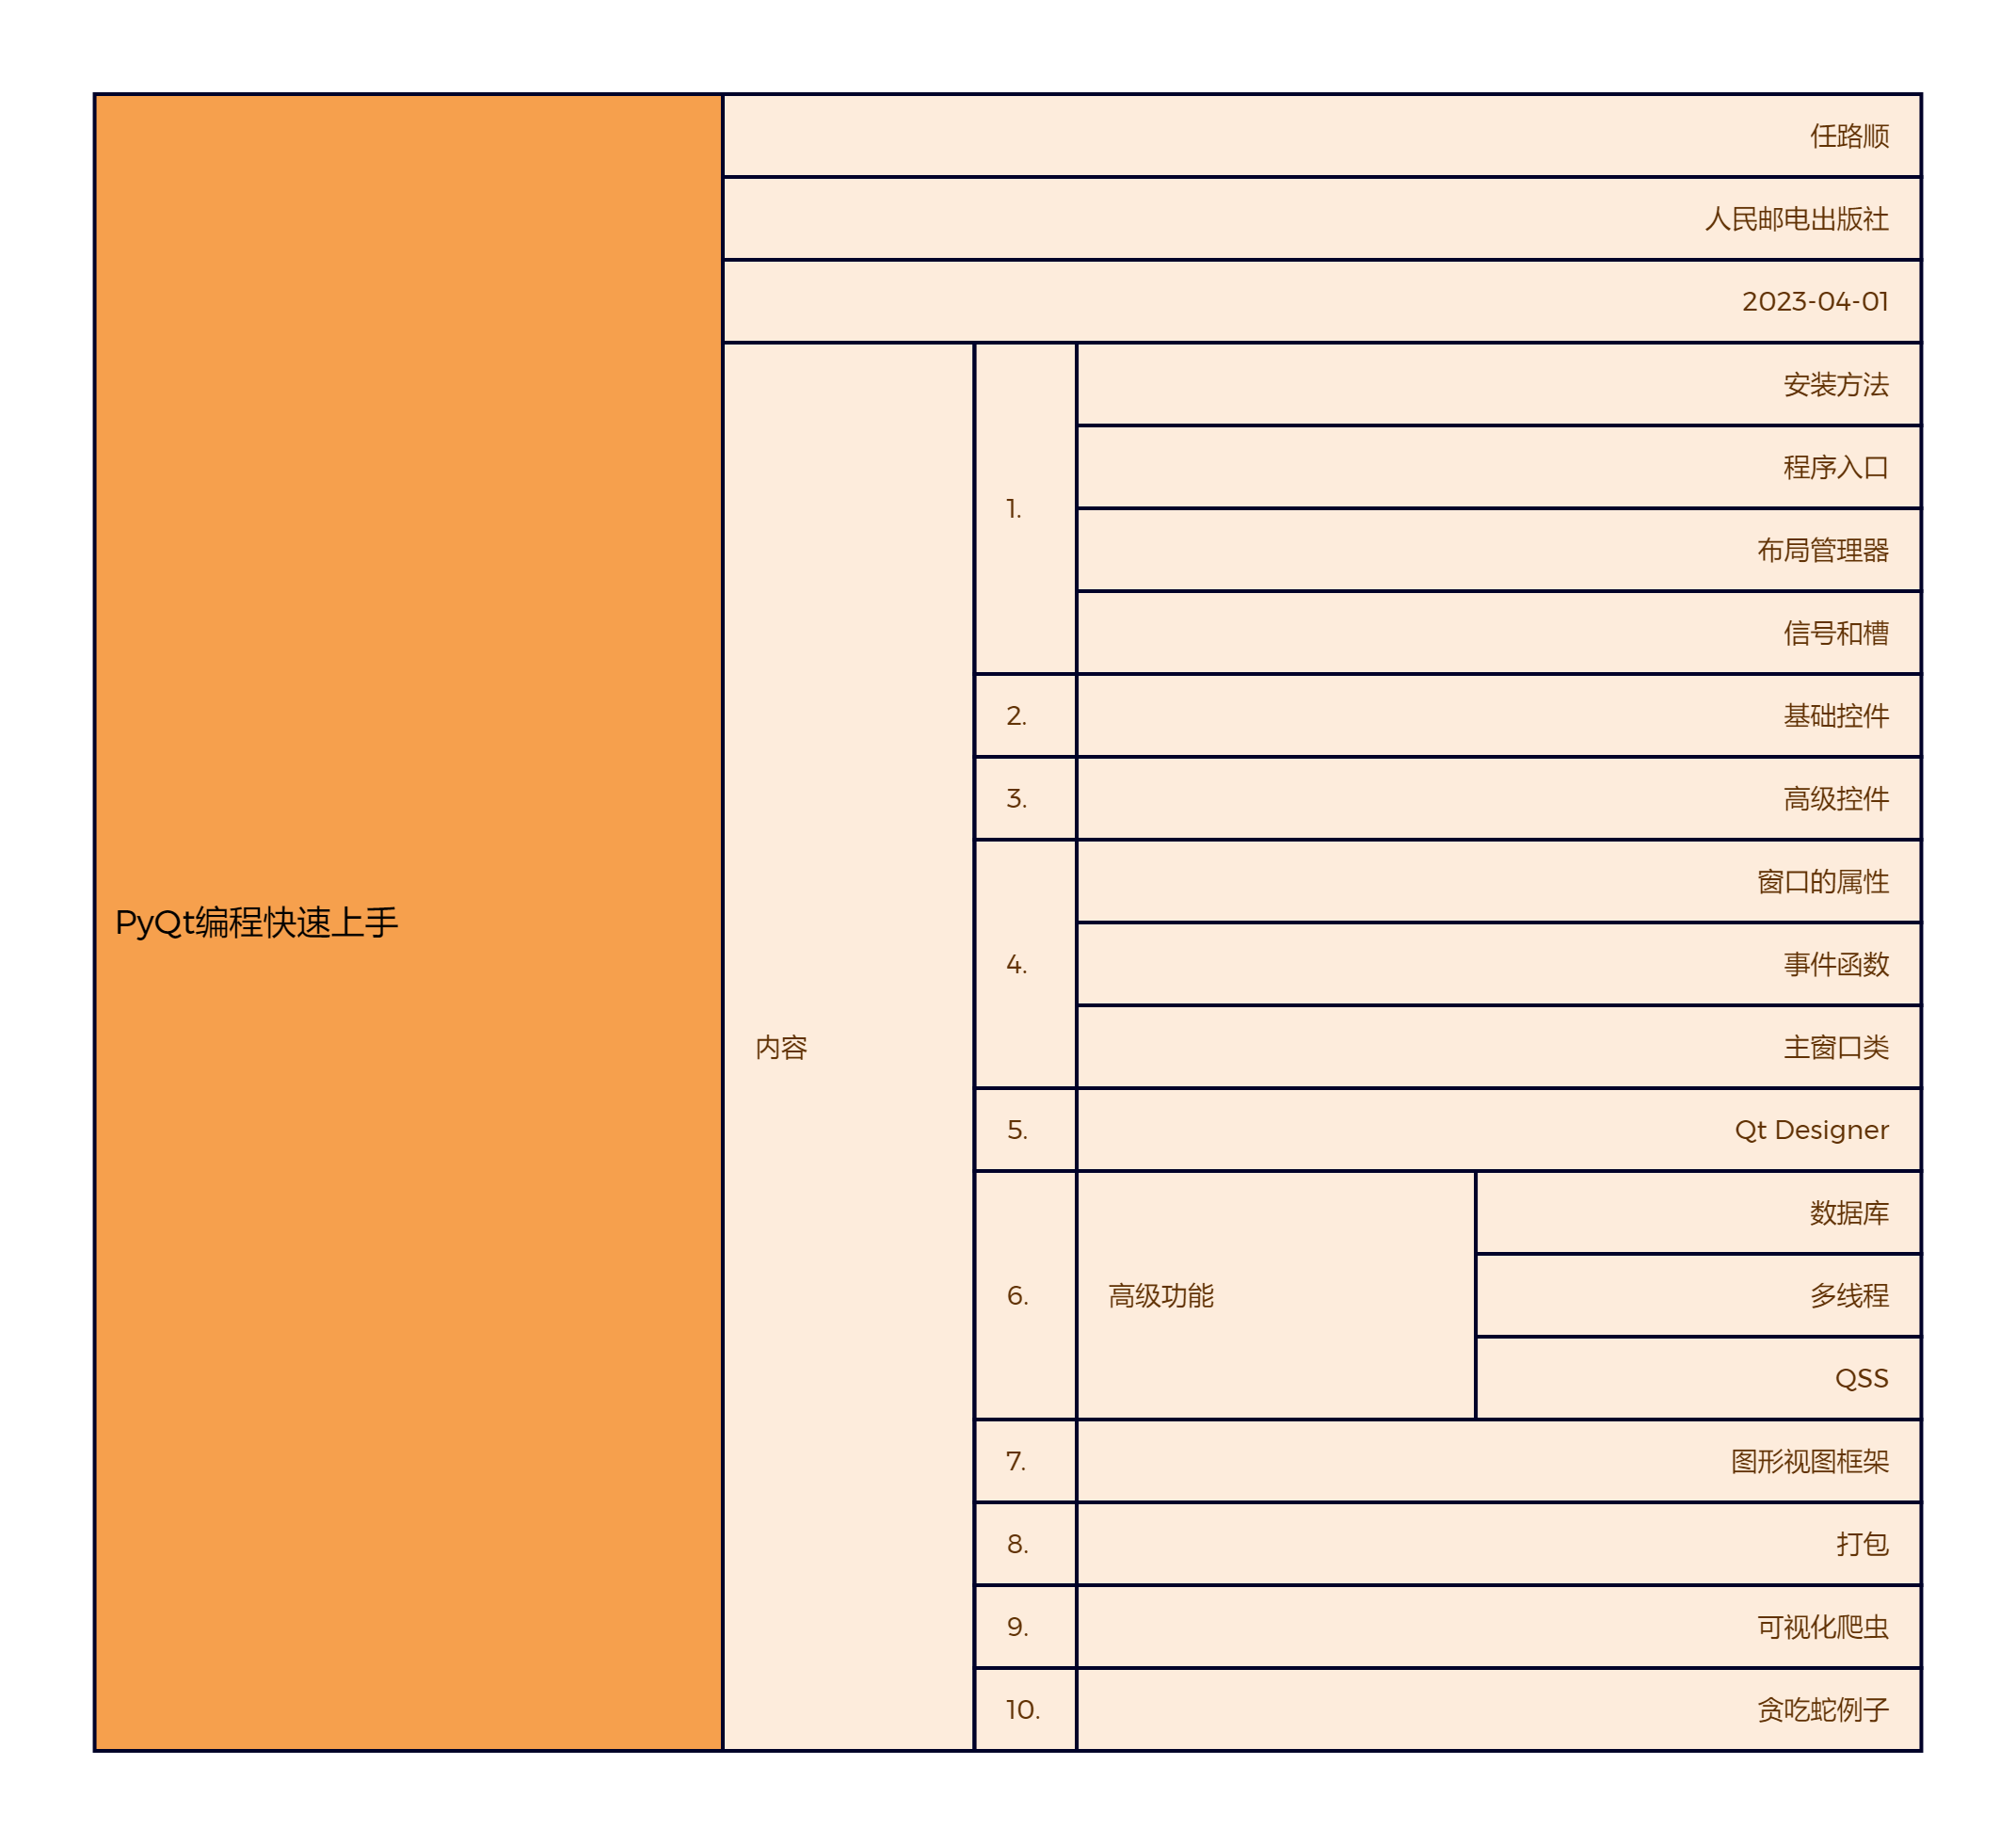 PyQt编程快速上手
任路顺
人民邮电出版社
2023-04-01
内容
1.
安装方法
程序入口
布局管理器
信号和槽
2.
基础控件
3.
高级控件
4.
窗口的属性
事件函数
主窗口类
5.
Qt Designer
6.
高级功能
数据库
多线程
QSS
7.
图形视图框架
8.
打包
9.
可视化爬虫
10.
贪吃蛇例子